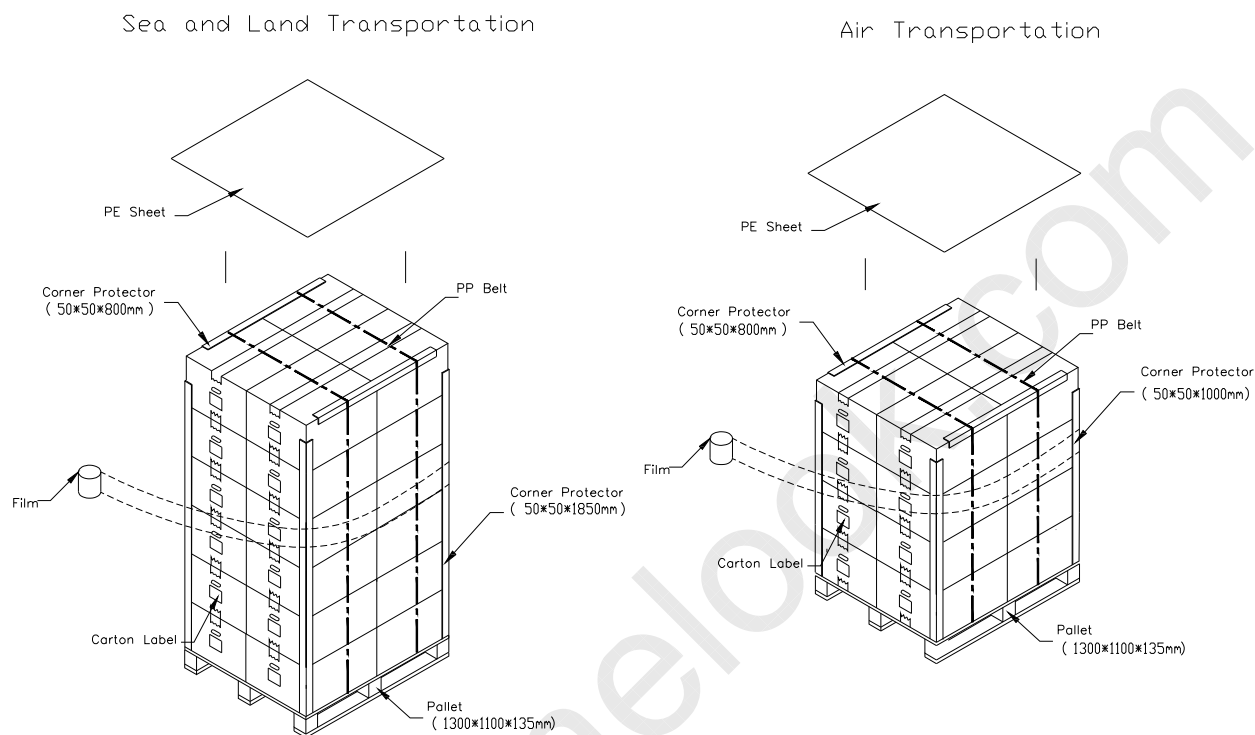 Sea and Land Transportation
PE Sheet
Corner Protector
( 50*50*800mm )
PP Belt
Film
Corner Protector
( 50*50*1850mm )
Carton Label
Pallet
( 1300*1100*135mm)
Air Transportation
PE Sheet
Corner Protector
( 50*50*800mm )
PP Belt
Corner Protector
( 50*50*1000mm)
Film
Carton Label
Pallet
( 1300*1100*135mm)
nelook.com